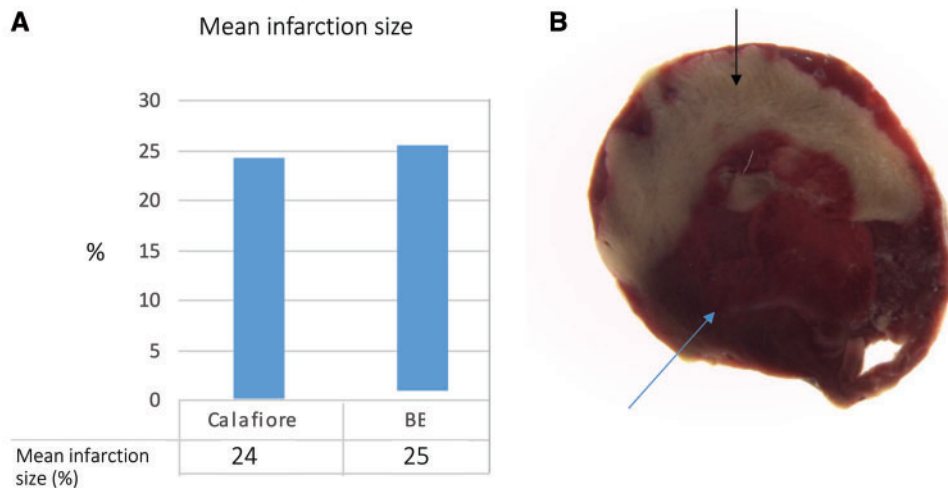 A
Mean infarction size
B
30
25
20
15
10
5
0
%
Calafiore
BE
Mean infarction
size (%)
24
25